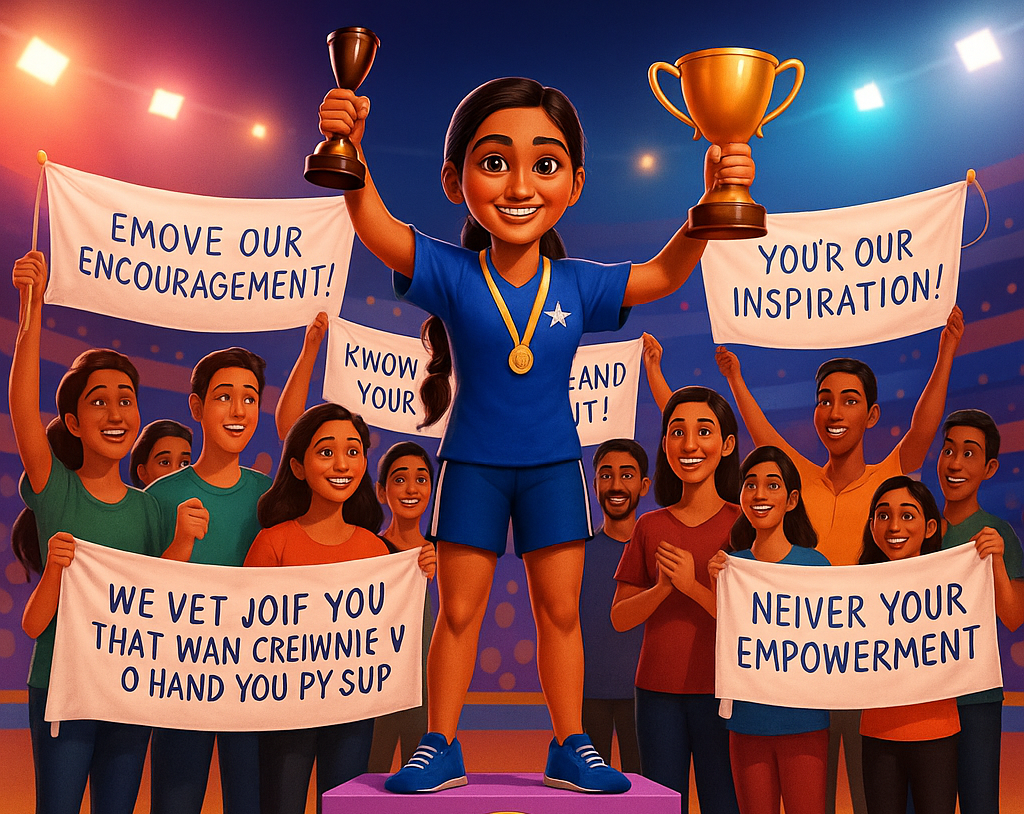 EMOVE OUR
ENCOURAGEMENT!
YOU'R OUR
INSPIRATION!
KWOW
YOUR
EAND
UT!
WE VET JOIF YOU
THAT WAN CREIWNIE V
O HAND YOU PY SUP
NEIVER YOUR
EMPOWERMENT